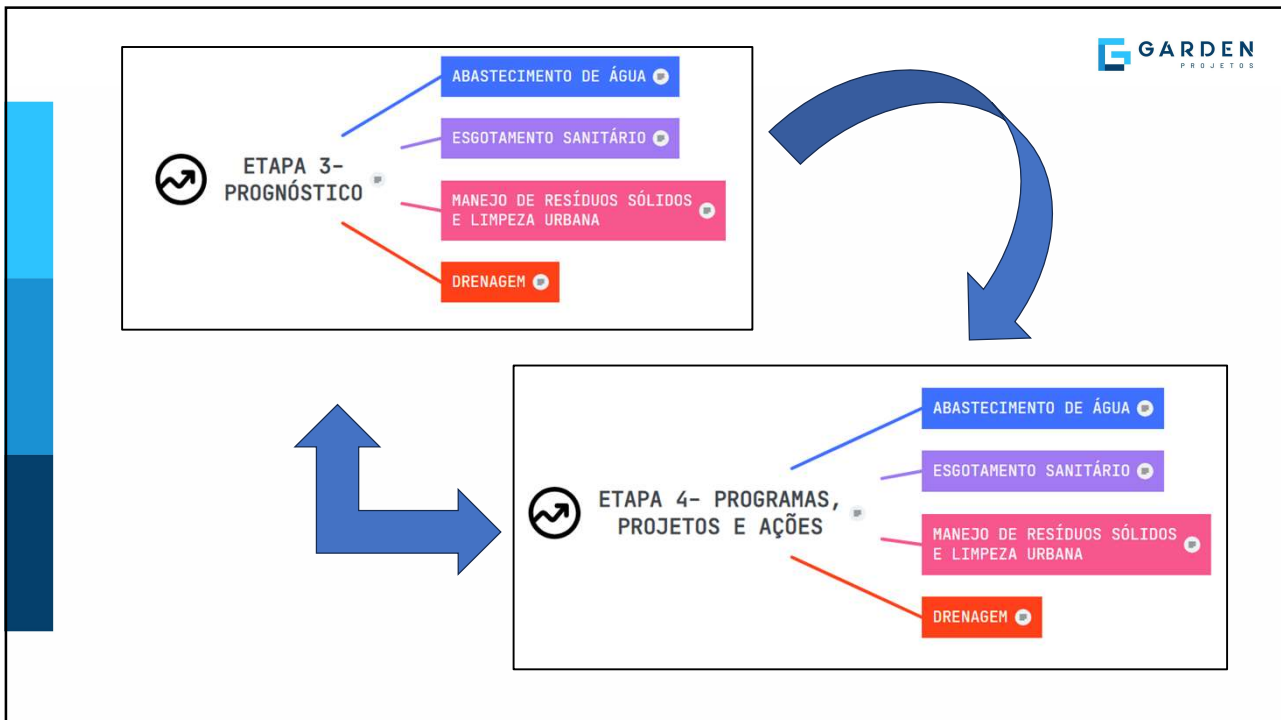 GARDEN
PROJETOS
ETAPA 3-
PROGNÓSTICO
ABASTECIMENTO DE ÁGUA
ESGOTAMENTO SANITÁRIO
MANEJO DE RESÍDUOS SÓLIDOS
E LIMPEZA URBANA
DRENAGEM
ETAPA 4- PROGRAMAS,
PROJETOS E AÇÕES
ABASTECIMENTO DE ÁGUA
ESGOTAMENTO SANITÁRIO
MANEJO DE RESÍDUOS SÓLIDOS
E LIMPEZA URBANA
DRENAGEM